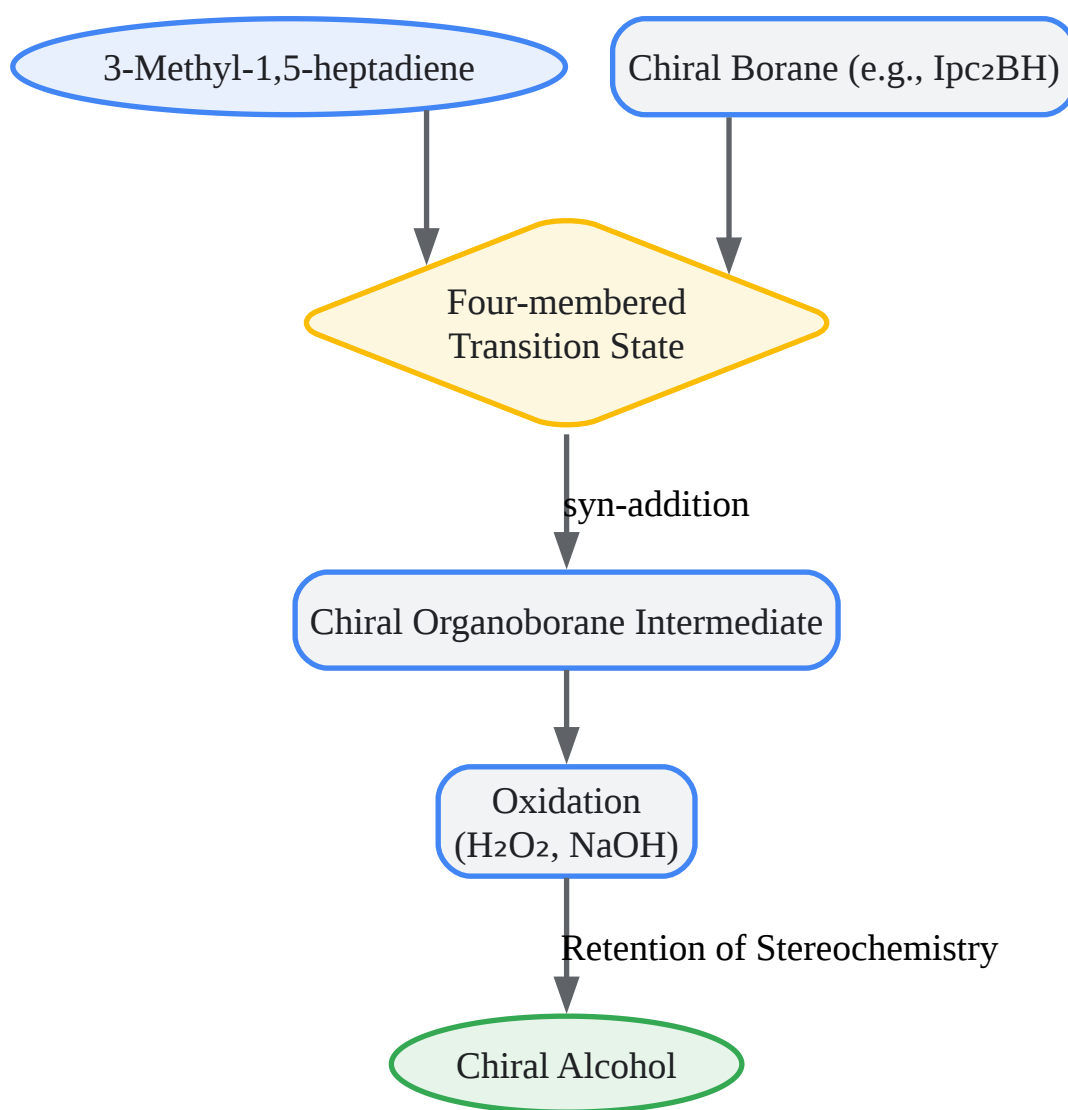 3-Methyl-1,5-heptadiene
Chiral Borane (e.g., Ipc₂BH)
Four-membered
Transition State
syn-addition
Chiral Organoborane Intermediate
Oxidation
(H₂O₂, NaOH)
Retention of Stereochemistry
Chiral Alcohol